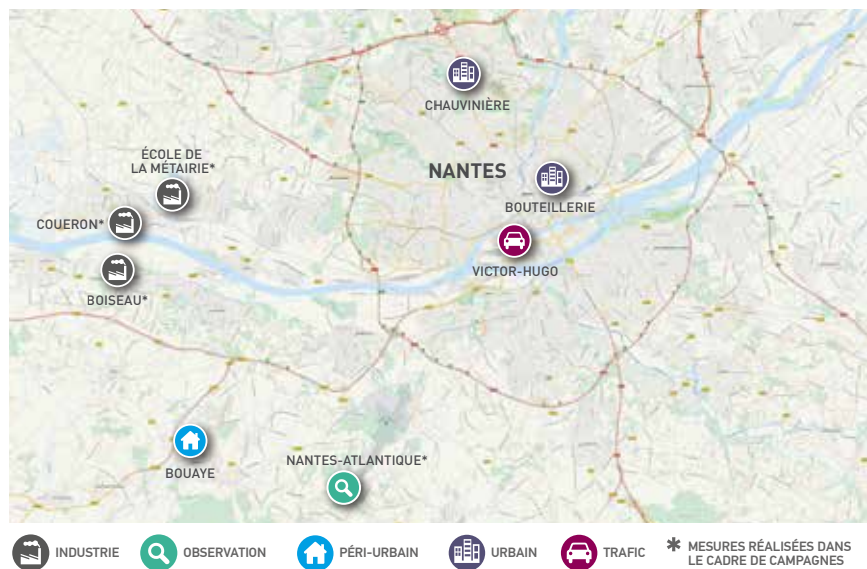 CHAUVINIÈRE
ÉCOLE DE
LA MÉTAIRIE*
NANTES
BOUTEILLERIE
COUERON*
VICTOR-HUGO
BOISEAU*
BOUAYE
NANTES-ATLANTIQUE*
INDUSTRIE
OBSERVATION
PÉRI-URBAIN
URBAIN
TRAFIC
* MESURES RÉALISÉES DANS
LE CADRE DE CAMPAGNES